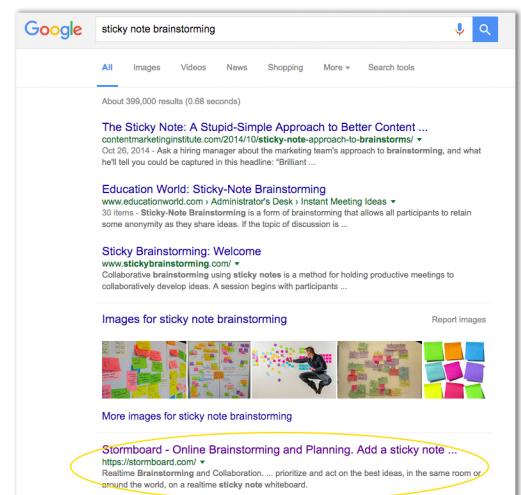 Google
sticky note brainstorming
All Images Videos News Shopping More Search tools
About 399,000 results (0.68 seconds)
The Sticky Note: A Stupid-Simple Approach to Better Content ...
contentmarketinginstitute.com/2014/10/sticky-note-approach-to-brainstorms/
Oct 26, 2014 - Ask a hiring manager about the marketing team's approach to brainstorming, and what
he'll tell you could be captured in this headline: "Brilliant ...
Education World: Sticky-Note Brainstorming
www.educationworld.com › Administrator's Desk › Instant Meeting Ideas
30 items - Sticky-Note Brainstorming is a form of brainstorming that allows all participants to retain
some anonymity as they share ideas. If the topic of discussion is ...
Sticky Brainstorming: Welcome
www.stickybrainstorming.com/
Collaborative brainstorming using sticky notes is a method for holding productive meetings to
collaboratively develop ideas. A session begins with participants ...
Images for sticky note brainstorming Report images
More images for sticky note brainstorming
Stormboard - Online Brainstorming and Planning. Add a sticky note ...
https://stormboard.com/
Realtime Brainstorming and Collaboration. ... prioritize and act on the best ideas, in the same room or
around the world, on a realtime sticky note whiteboard.